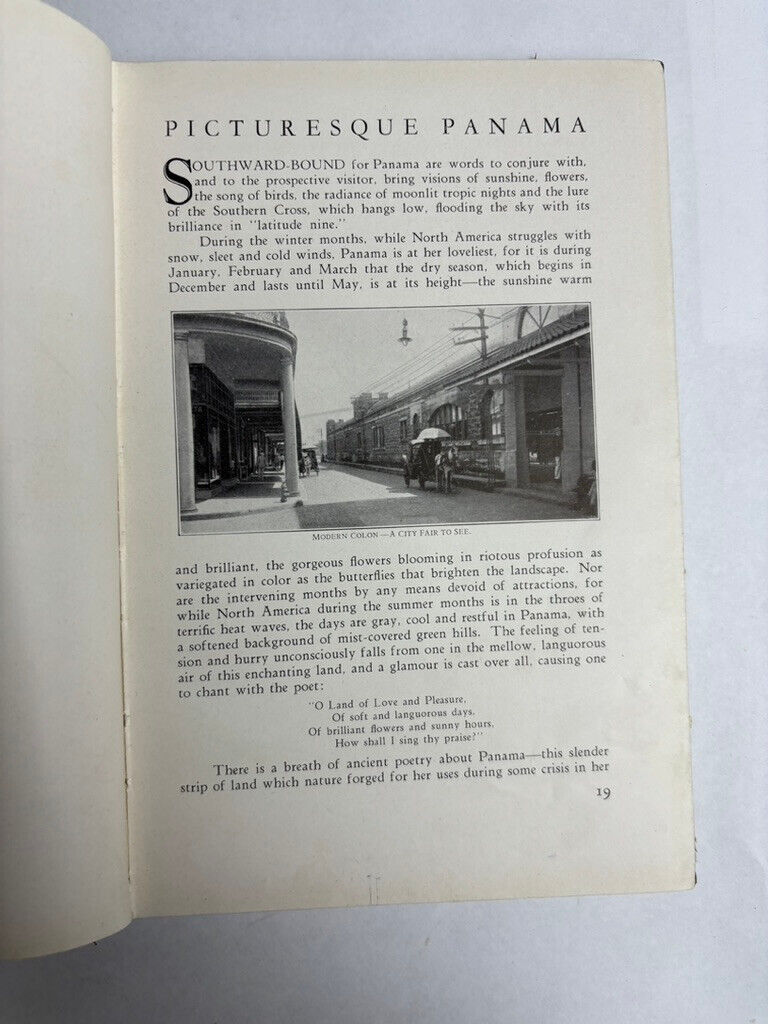 PICTURESQUE PANAMA
SOUTHWARD-BOUND for Panama are words to conjure with,
and to the prospective visitor, bring visions of sunshine, flowers,
the song of birds, the radiance of moonlit tropic nights and the lure
of the Southern Cross, which hangs low, flooding the sky with its
brilliance in "latitude nine."
During the winter months, while North America struggles with
snow, sleet and cold winds, Panama is at her loveliest, for it is during
January, February and March that the dry season, which begins in
December and lasts until May, is at its height—the sunshine warm
MODERN COLON—A CITY FAIR TO SEE.
and brilliant, the gorgeous flowers blooming in riotous profusion as
variegated in color as the butterflies that brighten the landscape. Nor
are the intervening months by any means devoid of attractions, for
while North America during the summer months is in the throes of
terrific heat waves, the days are gray, cool and restful in Panama, with
a softened background of mist-covered green hills. The feeling of ten-
sion and hurry unconsciously falls from one in the mellow, languorous
air of this enchanting land, and a glamour is cast over all, causing one
to chant with the poet:
"O Land of Love and Pleasure,
Of soft and languorous days,
Of brilliant flowers and sunny hours,
How shall I sing thy praise?"
There is a breath of ancient poetry about Panama—this slender
strip of land which nature forged for her uses during some crisis in her
19